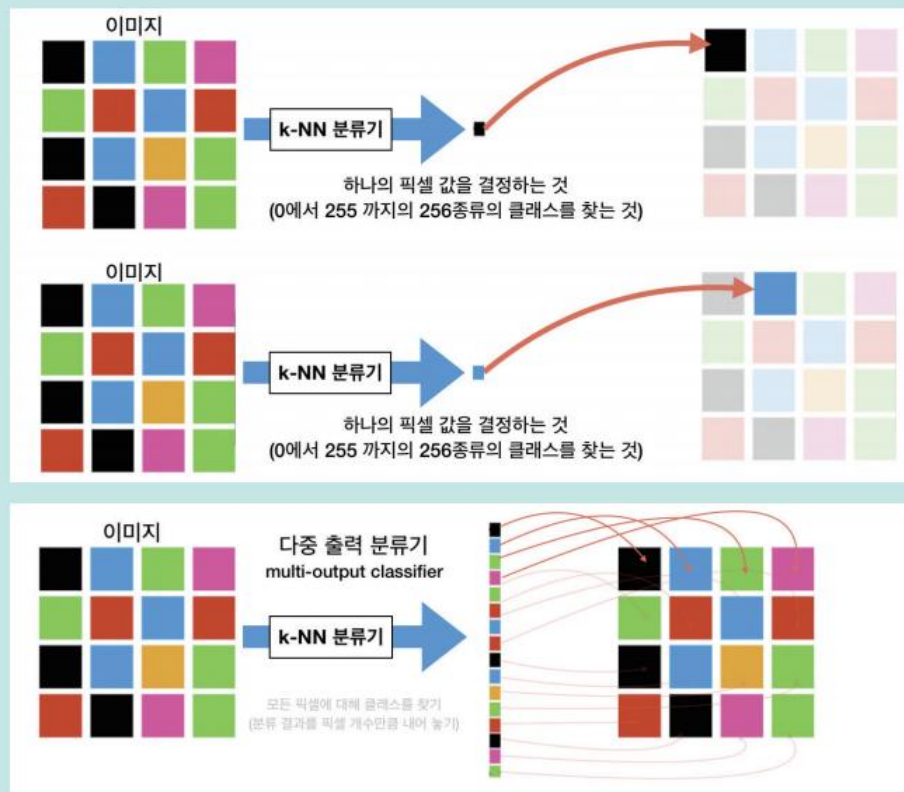 이미지
k-NN 분류기
하나의 픽셀 값을 결정하는 것
(0에서 255 까지의 256종류의 클래스를 찾는 것)
이미지
k-NN 분류기
하나의 픽셀 값을 결정하는 것
(0에서 255 까지의 256종류의 클래스를 찾는 것)
이미지
다중 출력 분류기
multi-output classifier
k-NN 분류기
모든 픽셀에 대해 클래스를 찾기
(분류 결과를 픽셀 개수만큼 내어 놓기)